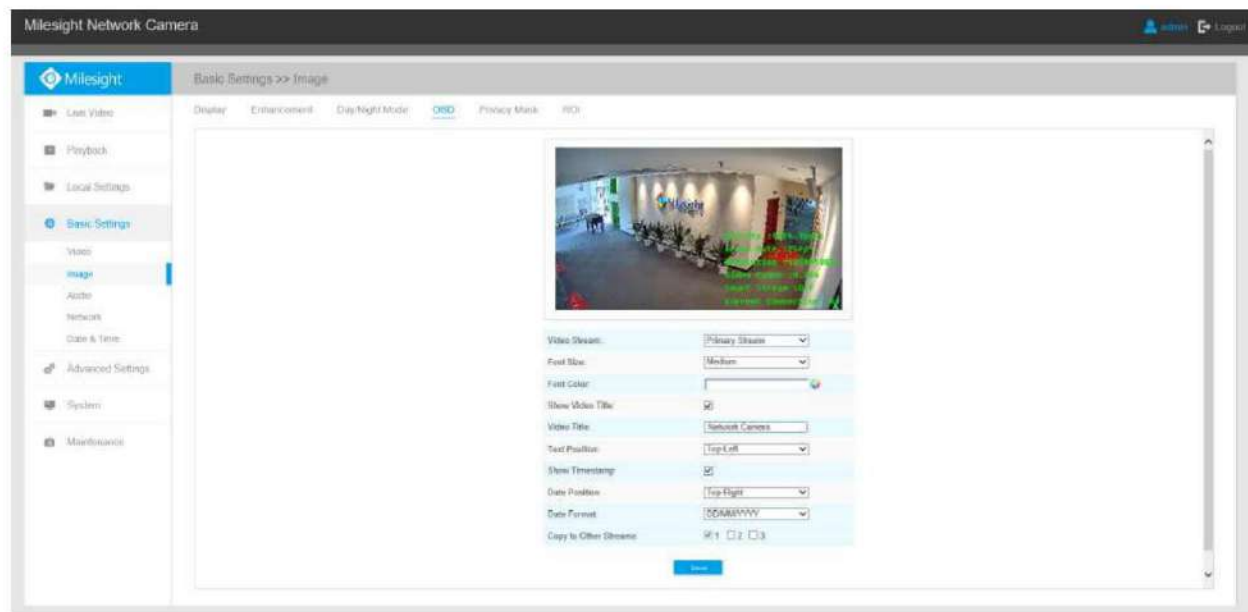 Milesight Network Camera
admin Logout
Milesight
Basic Settings >> Image
Live Video
Display Enhancement Day/Night Mode OSD Privacy Mask ROI
Playback
Local Settings
Basic Settings
Video
Image
Audio
Network
Date & Time
Advanced Settings
System
Maintenance
Milesight
Video Stream: Primary Stream
Font Size: Medium
Font Color:
Show Video Title:
Video Title: Network Camera
Text Position: Top-Left
Show Timestamp:
Date Position: Top-Right
Date Format: DD/MM/YYYY
Copy to Other Streams: 1 2 3
Save